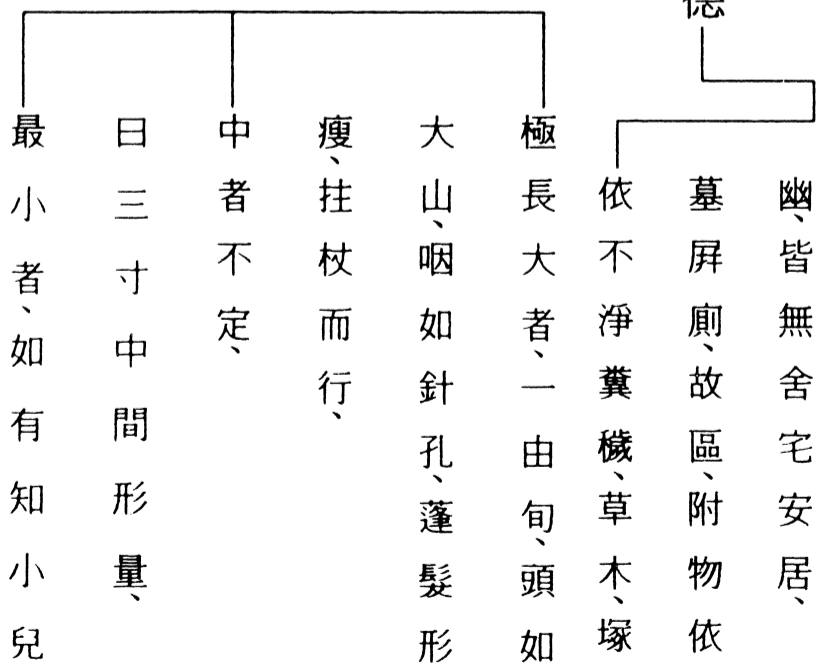 幽、皆無舍宅安居、
墓屏廁、故區、附物依
依不淨糞穢、草木、塚
極長大者、一由旬、頭如
大山、咽如針孔、蓬髮形
瘦、拄杖而行、
中者不定、
曰三寸中間形量、
最小者、如有知小兒